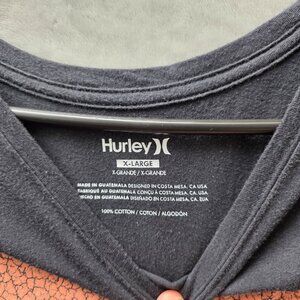 Hurley
X-LARGE
X-GRANDE / X-GRANDE
MADE IN GUATEMALA DESIGNED IN COSTA MESA, CA USA
FABRIQUÉ AU GUATEMALA CONÇU À COSTA MESA, CA, USA
HECHO EN GUATEMALA DISEÑADO EN COSTA MESA, CA, EUA
100% COTTON / COTON / ALGODÓN